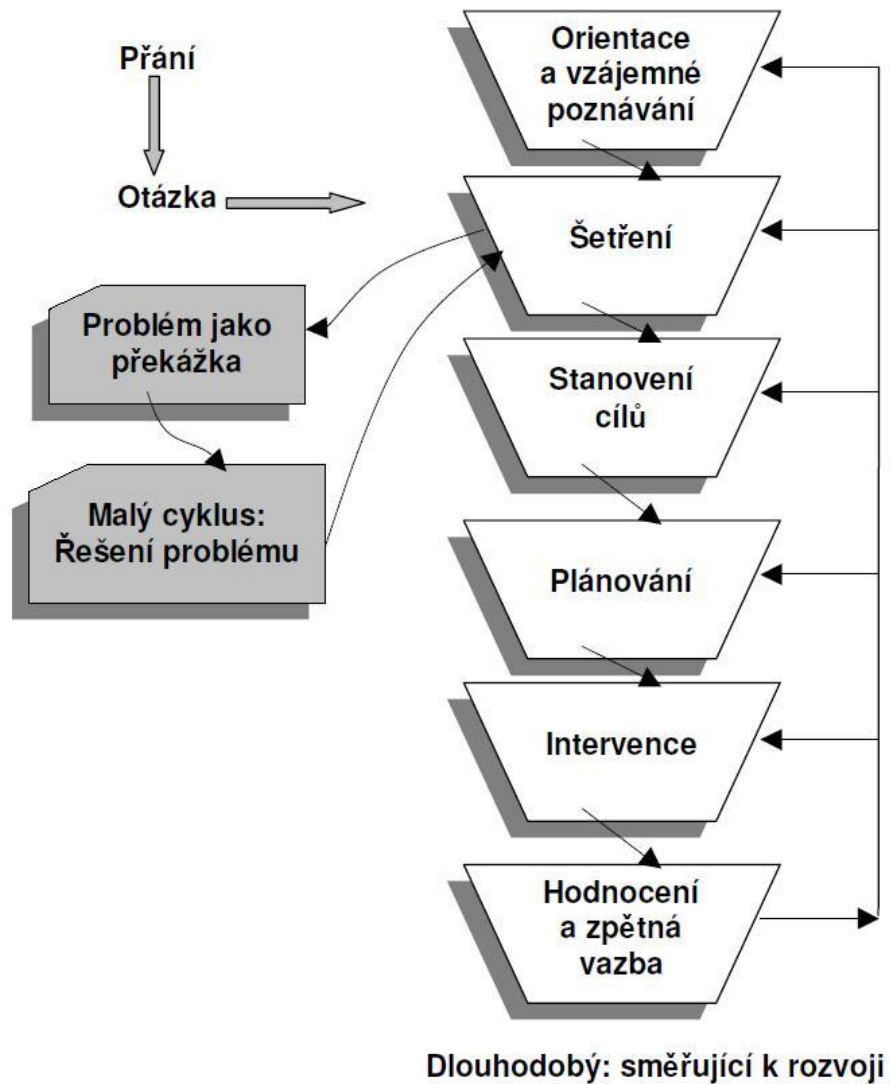 Přání
Otázka
Problém jako
překážka
Malý cyklus:
Řešení problému
Orientace
a vzájemné
poznávání
Šetření
Stanovení
cílů
Plánování
Intervence
Hodnocení
a zpětná
vazba
Dlouhodobý: směřující k rozvoji